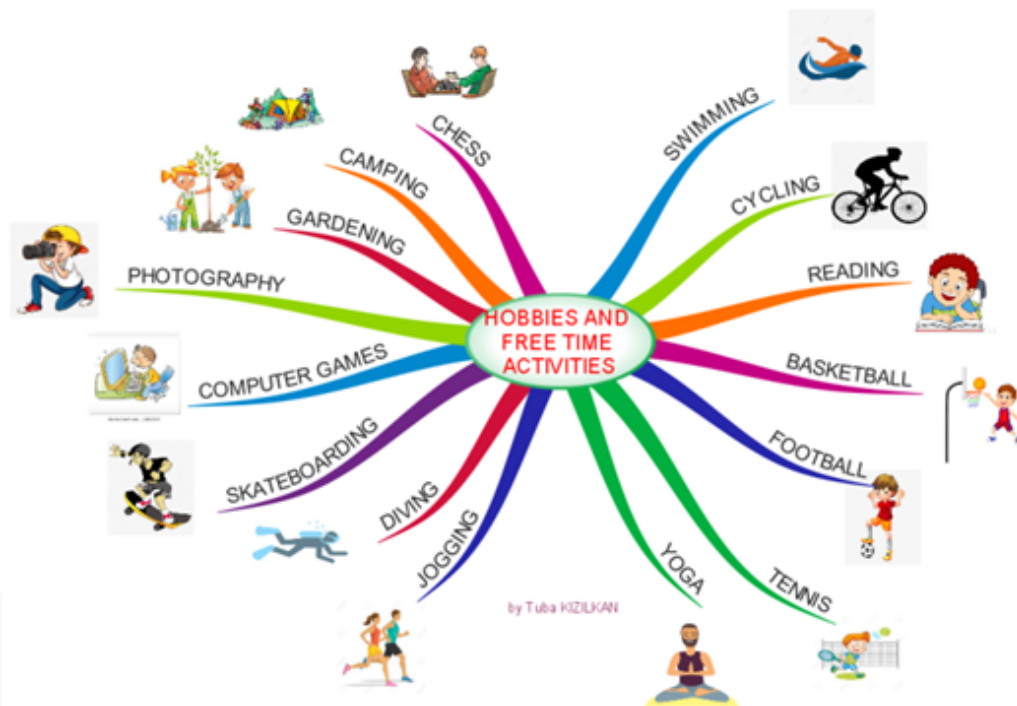 HOBBIES AND
FREE TIME
ACTIVITIES
SWIMMING
CYCLING
READING
BASKETBALL
FOOTBALL
TENNIS
YOGA
JOGGING
DIVING
SKATEBOARDING
COMPUTER GAMES
PHOTOGRAPHY
GARDENING
CAMPING
CHESS
by Tuba KIZILKAN